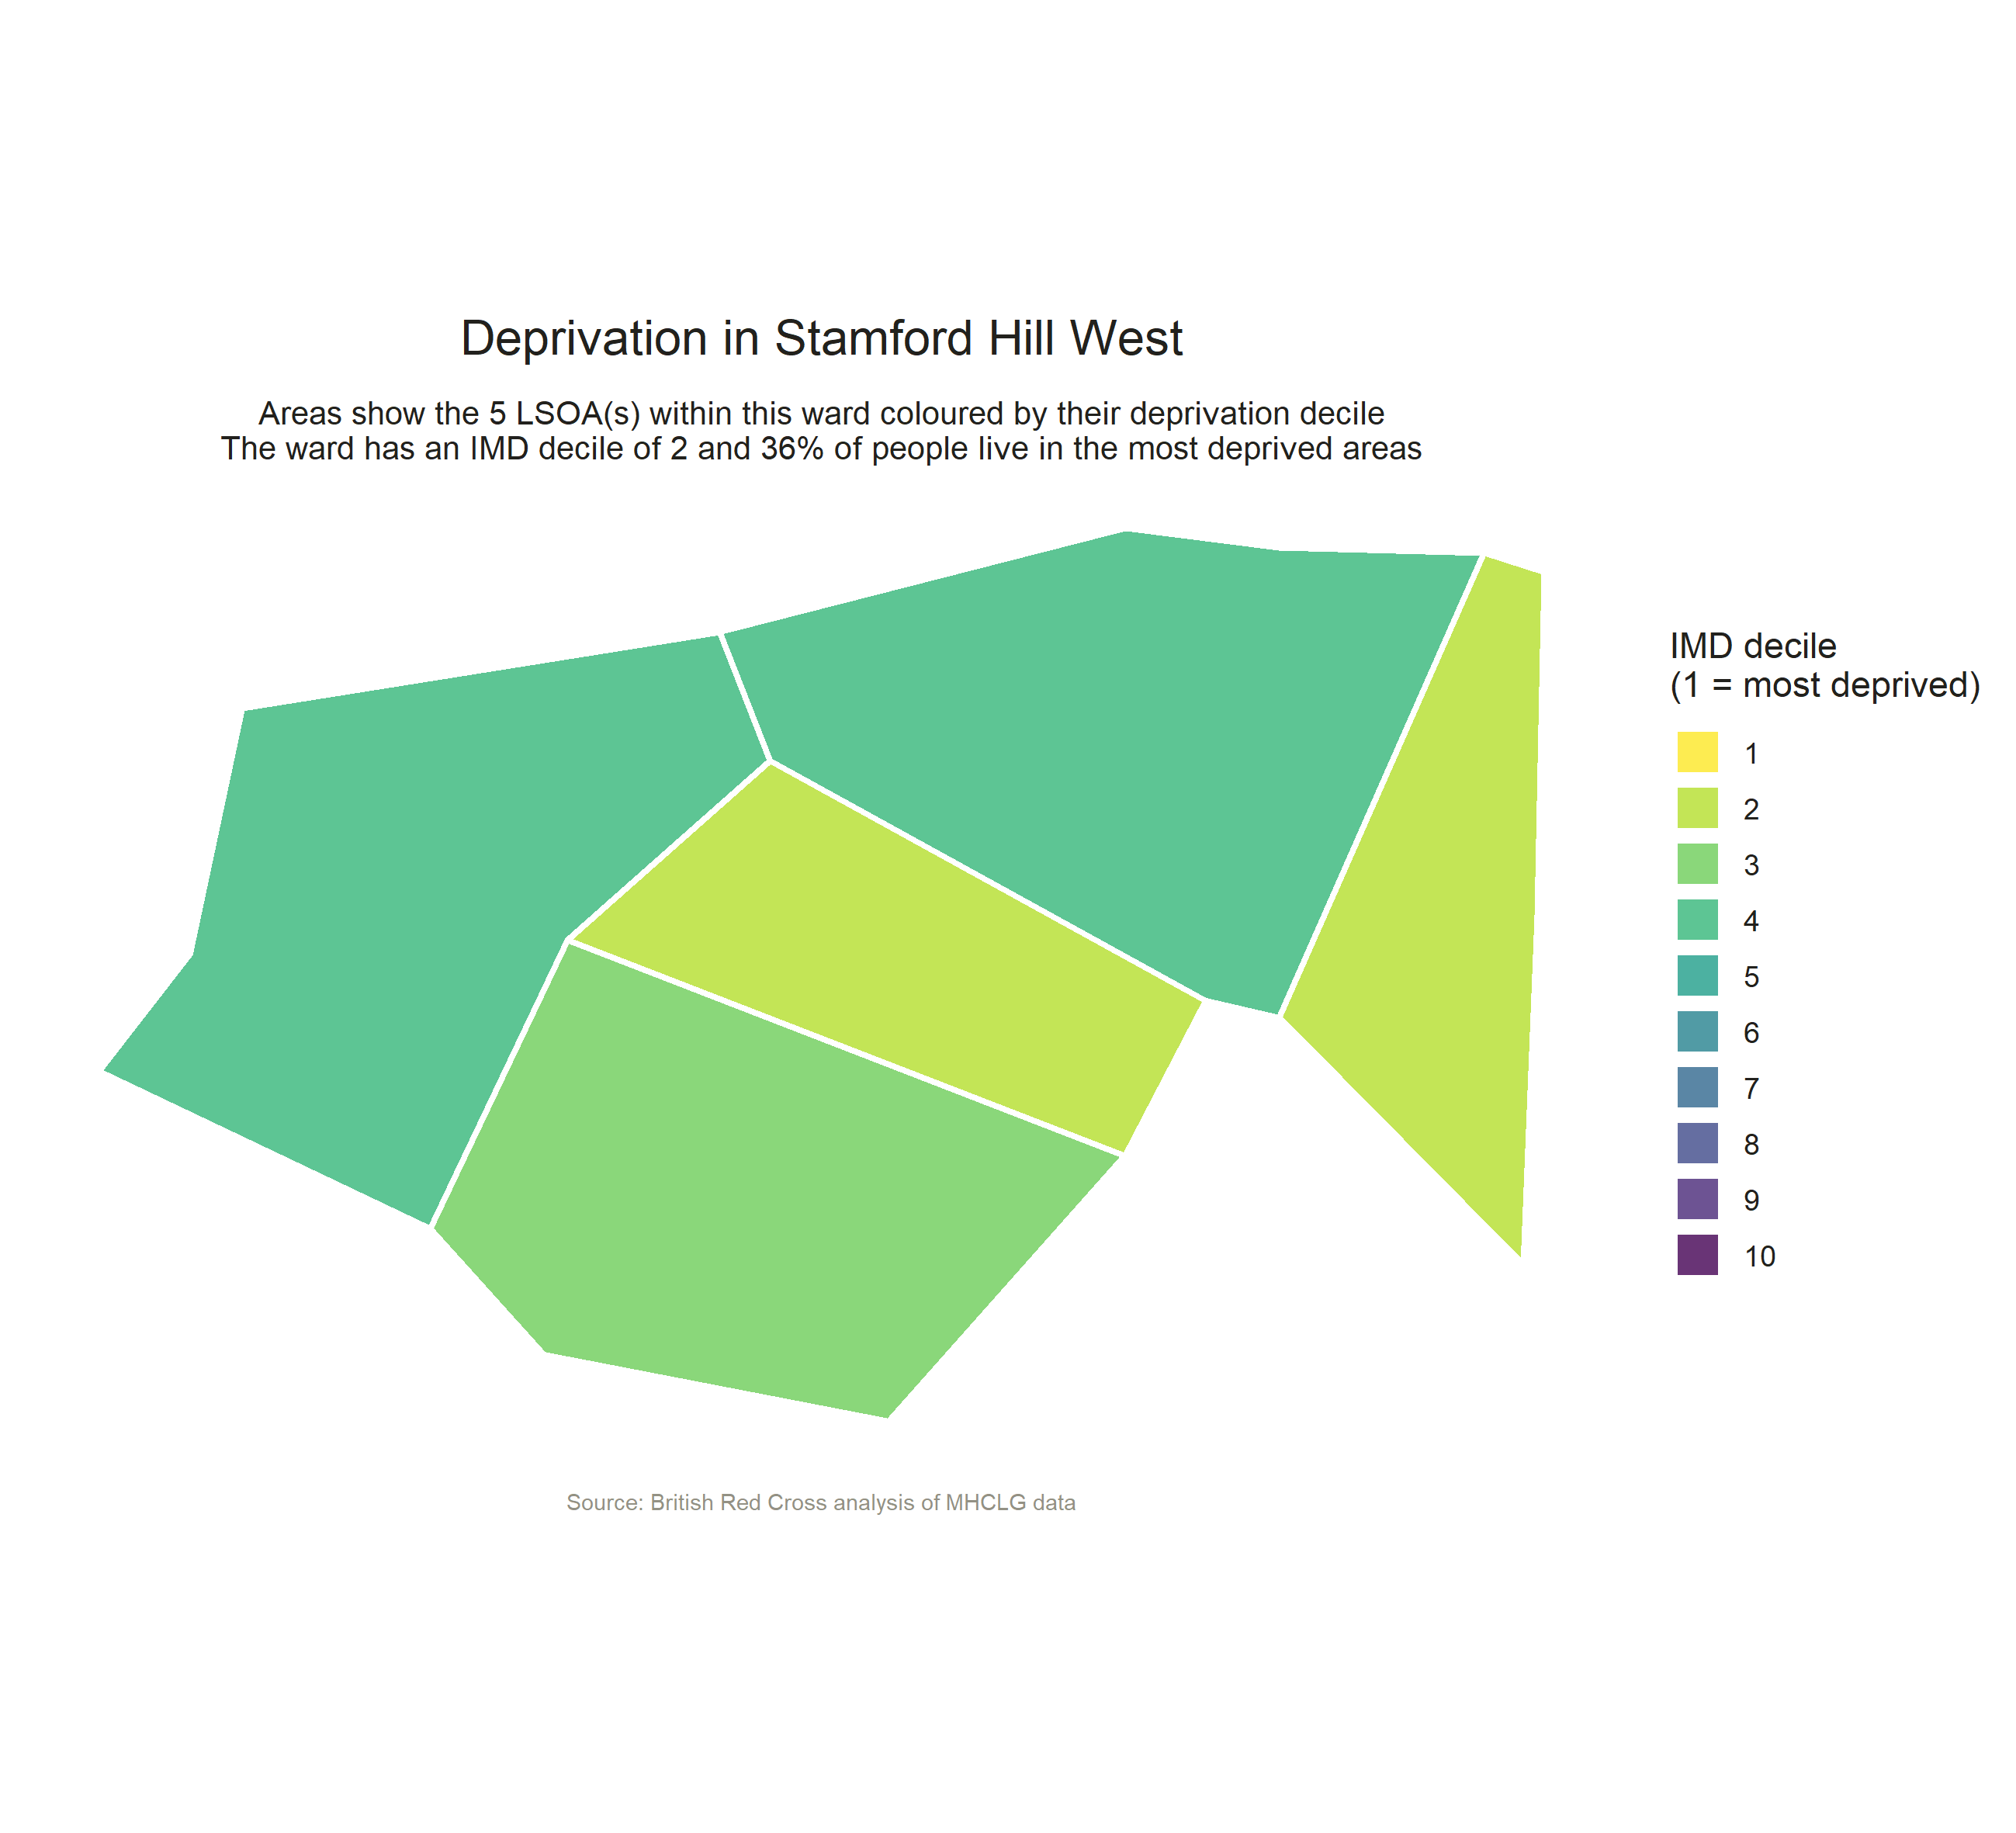 Deprivation in Stamford Hill West
Areas show the 5 LSOA(s) within this ward coloured by their deprivation decile
The ward has an IMD decile of 2 and 36% of people live in the most deprived areas
IMD decile
(1 = most deprived)
1
2
3
4
5
6
7
8
9
10
Source: British Red Cross analysis of MHCLG data